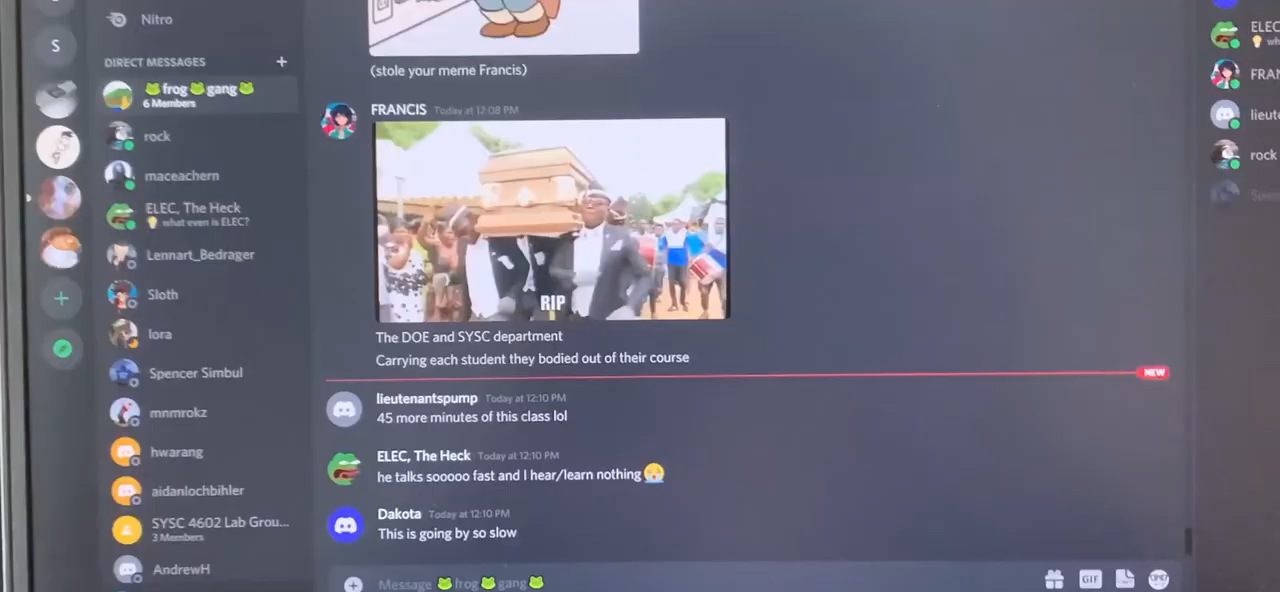 Nitro
S
DIRECT MESSAGES +
🐸frog🐸gang🐸
6 Members
rock
maceachern
ELEC, The Heck
💡 what even is ELEC?
Lennart_Bedrager
Sloth
lora
Spencer Simbul
mnmrokz
hwarang
aidanlochbihler
SYSC 4602 Lab Grou...
3 Members
AndrewH
(stole your meme Francis)
FRANCIS Today at 12:08 PM
RIP
The DOE and SYSC department
Carrying each student they bodied out of their course
NEW
lieutenantspump Today at 12:10 PM
45 more minutes of this class lol
ELEC, The Heck Today at 12:10 PM
he talks sooooo fast and I hear/learn nothing 😭
Dakota Today at 12:10 PM
This is going by so slow
Message 🐸frog🐸gang🐸
GIF
ELEC
💡 wh
FRAN
lieute
rock